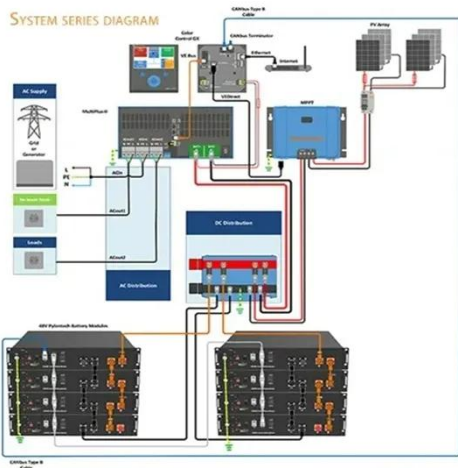 SYSTEM SERIES DIAGRAM
CANbus Type B
Cable
Color
Control GX
CANbus Terminator
PV Array
VE Bus
Ethernet
Internet
AC Supply
MultiPlus-II
VEDirect
MPPT
Grid
or
Generator
L
PE
N
ACin
ACout1
Loads
DC Distribution
ACout2
AC Distribution
48V Pylontech Battery Modules
CANbus Type B
Cable